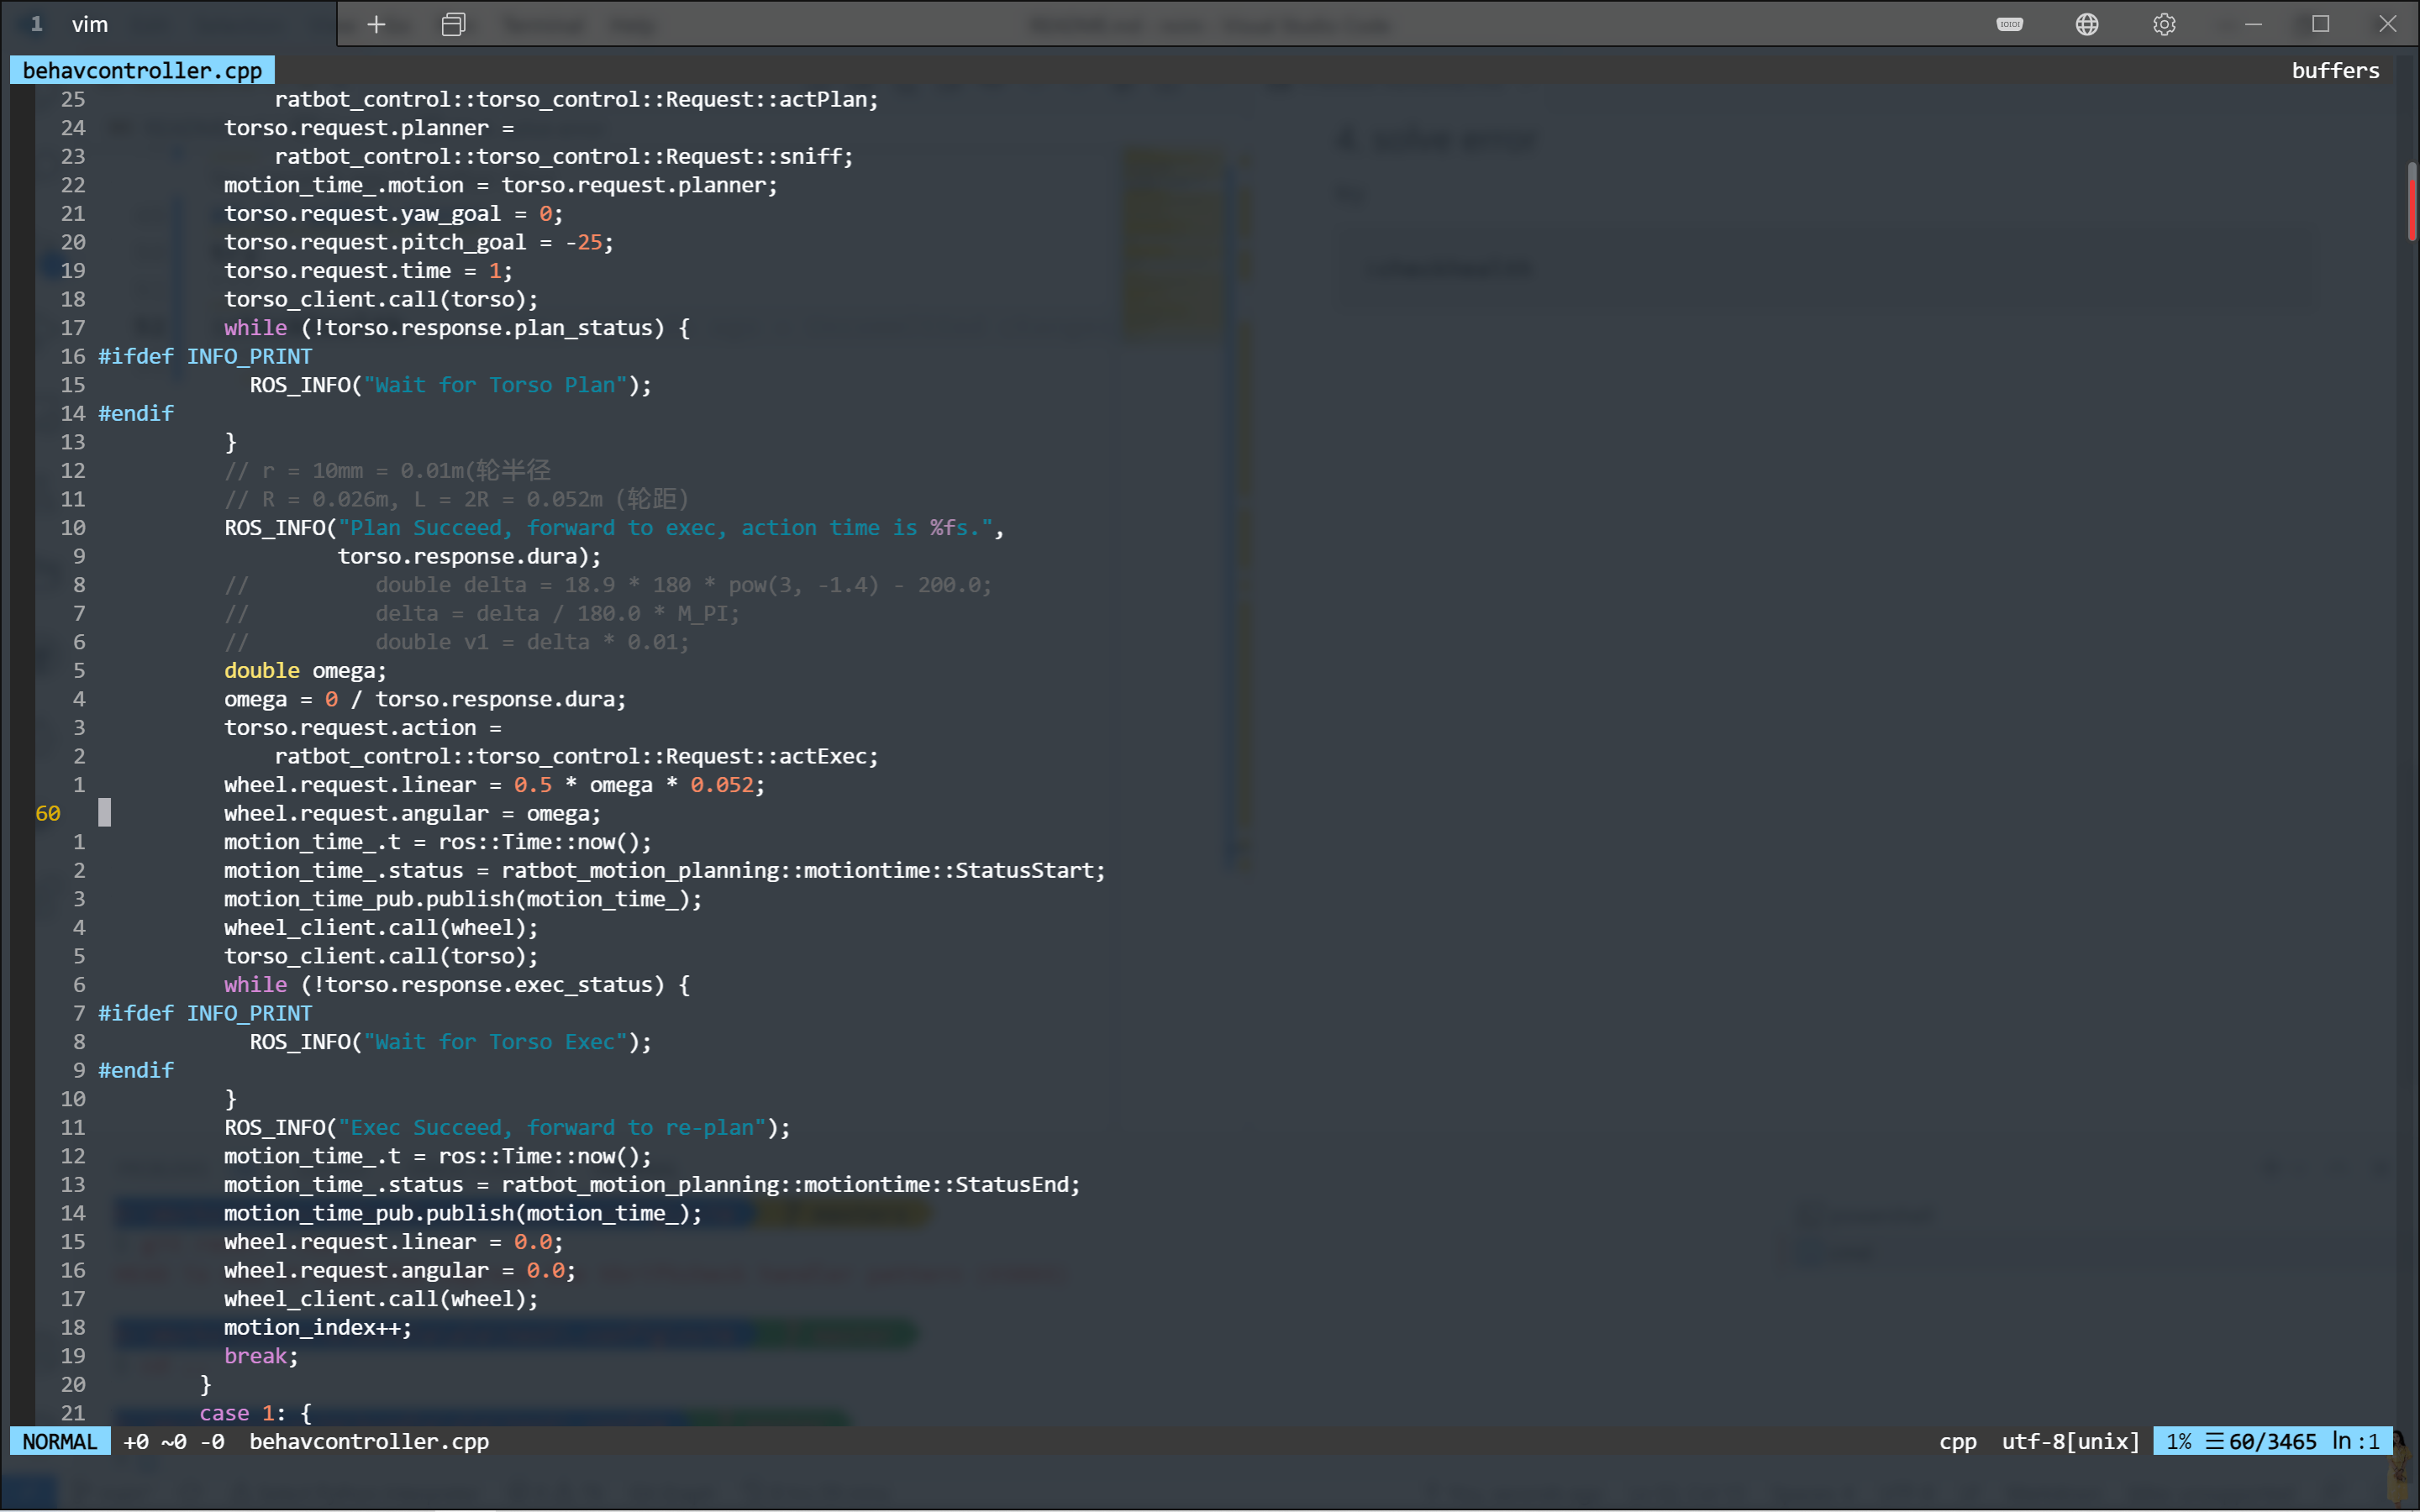 1 vim
behavcontroller.cpp buffers
25 ratbot_control::torso_control::Request::actPlan;
24 torso.request.planner =
23 ratbot_control::torso_control::Request::sniff;
22 motion_time_.motion = torso.request.planner;
21 torso.request.yaw_goal = 0;
20 torso.request.pitch_goal = -25;
19 torso.request.time = 1;
18 torso_client.call(torso);
17 while (!torso.response.plan_status) {
16 #ifdef INFO_PRINT
15 ROS_INFO("Wait for Torso Plan");
14 #endif
13 }
12 // r = 10mm = 0.01m(轮半径
11 // R = 0.026m, L = 2R = 0.052m (轮距)
10 ROS_INFO("Plan Succeed, forward to exec, action time is %fs.",
9 torso.response.dura);
8 // double delta = 18.9 * 180 * pow(3, -1.4) - 200.0;
7 // delta = delta / 180.0 * M_PI;
6 // double v1 = delta * 0.01;
5 double omega;
4 omega = 0 / torso.response.dura;
3 torso.request.action =
2 ratbot_control::torso_control::Request::actExec;
1 wheel.request.linear = 0.5 * omega * 0.052;
60 wheel.request.angular = omega;
1 motion_time_.t = ros::Time::now();
2 motion_time_.status = ratbot_motion_planning::motiontime::StatusStart;
3 motion_time_pub.publish(motion_time_);
4 wheel_client.call(wheel);
5 torso_client.call(torso);
6 while (!torso.response.exec_status) {
7 #ifdef INFO_PRINT
8 ROS_INFO("Wait for Torso Exec");
9 #endif
10 }
11 ROS_INFO("Exec Succeed, forward to re-plan");
12 motion_time_.t = ros::Time::now();
13 motion_time_.status = ratbot_motion_planning::motiontime::StatusEnd;
14 motion_time_pub.publish(motion_time_);
15 wheel.request.linear = 0.0;
16 wheel.request.angular = 0.0;
17 wheel_client.call(wheel);
18 motion_index++;
19 break;
20 }
21 case 1: {
NORMAL +0 ~0 -0 behavcontroller.cpp cpp utf-8[unix] 1% ☰60/3465 ln:1